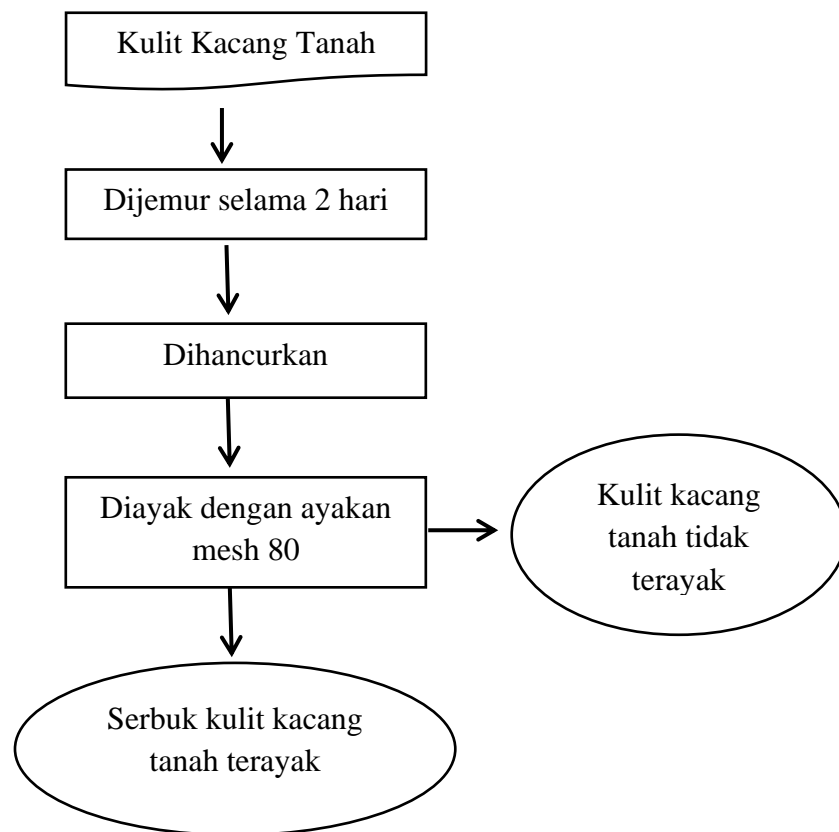 Kulit Kacang Tanah
Dijemur selama 2 hari
Dihancurkan
Diayak dengan ayakan
mesh 80
Kulit kacang
tanah tidak
terayak
Serbuk kulit kacang
tanah terayak